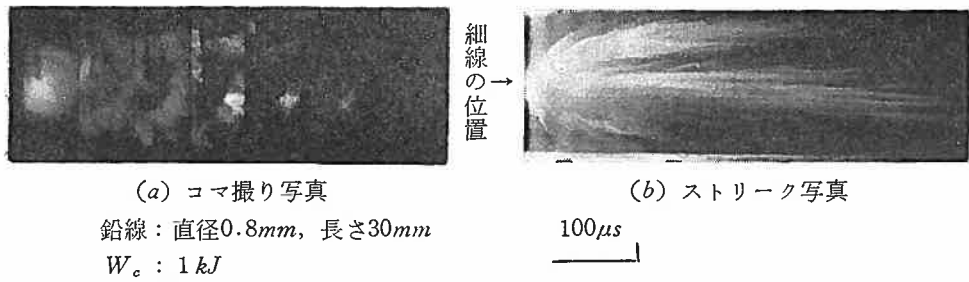 細線の位置→
(a) コマ撮り写真
(b) ストリーク写真
鉛線：直径0.8mm, 長さ30mm
100μs
Wc : 1kJ